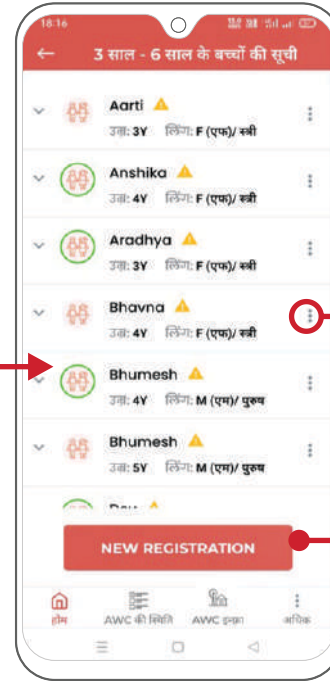 18:16
3 साल - 6 साल के बच्चों की सूची
Aarti
उम्र: 3Y लिंग: F (एफ)/ स्त्री
Anshika
उम्र: 4Y लिंग: F (एफ)/ स्त्री
Aradhya
उम्र: 3Y लिंग: F (एफ)/ स्त्री
Bhavna
उम्र: 4Y लिंग: F (एफ)/ स्त्री
Bhumesh
उम्र: 4Y लिंग: M (एम)/ पुरुष
Bhumesh
उम्र: 5Y लिंग: M (एम)/ पुरुष
NEW REGISTRATION
होम AWC की स्थिति AWC इन्फ्रा अधिक